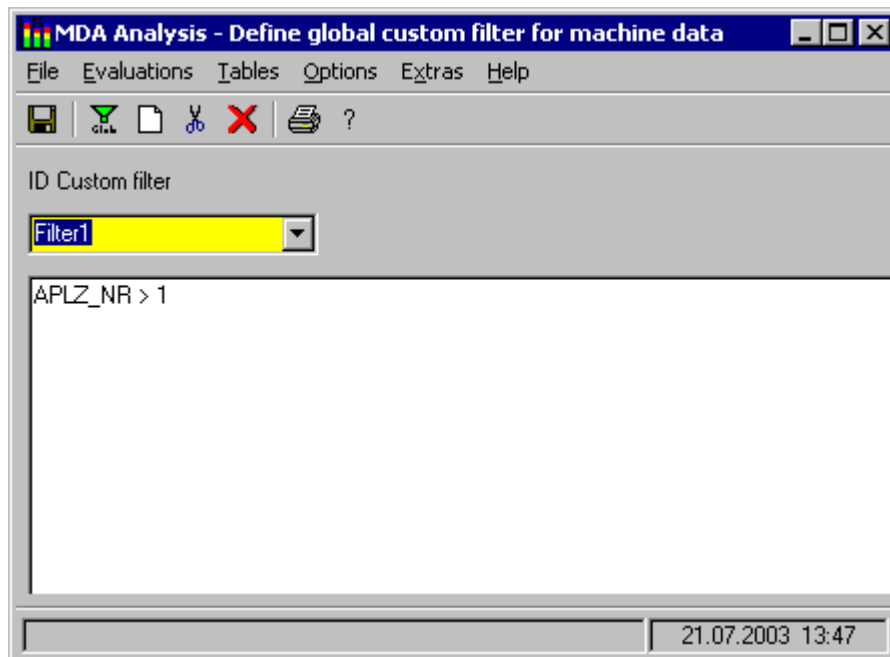 MDA Analysis - Define global custom filter for machine data
File Evaluations Tables Options Extras Help
Glob. ?
ID Custom filter
Filter1
APLZ_NR > 1
21.07.2003 13:47